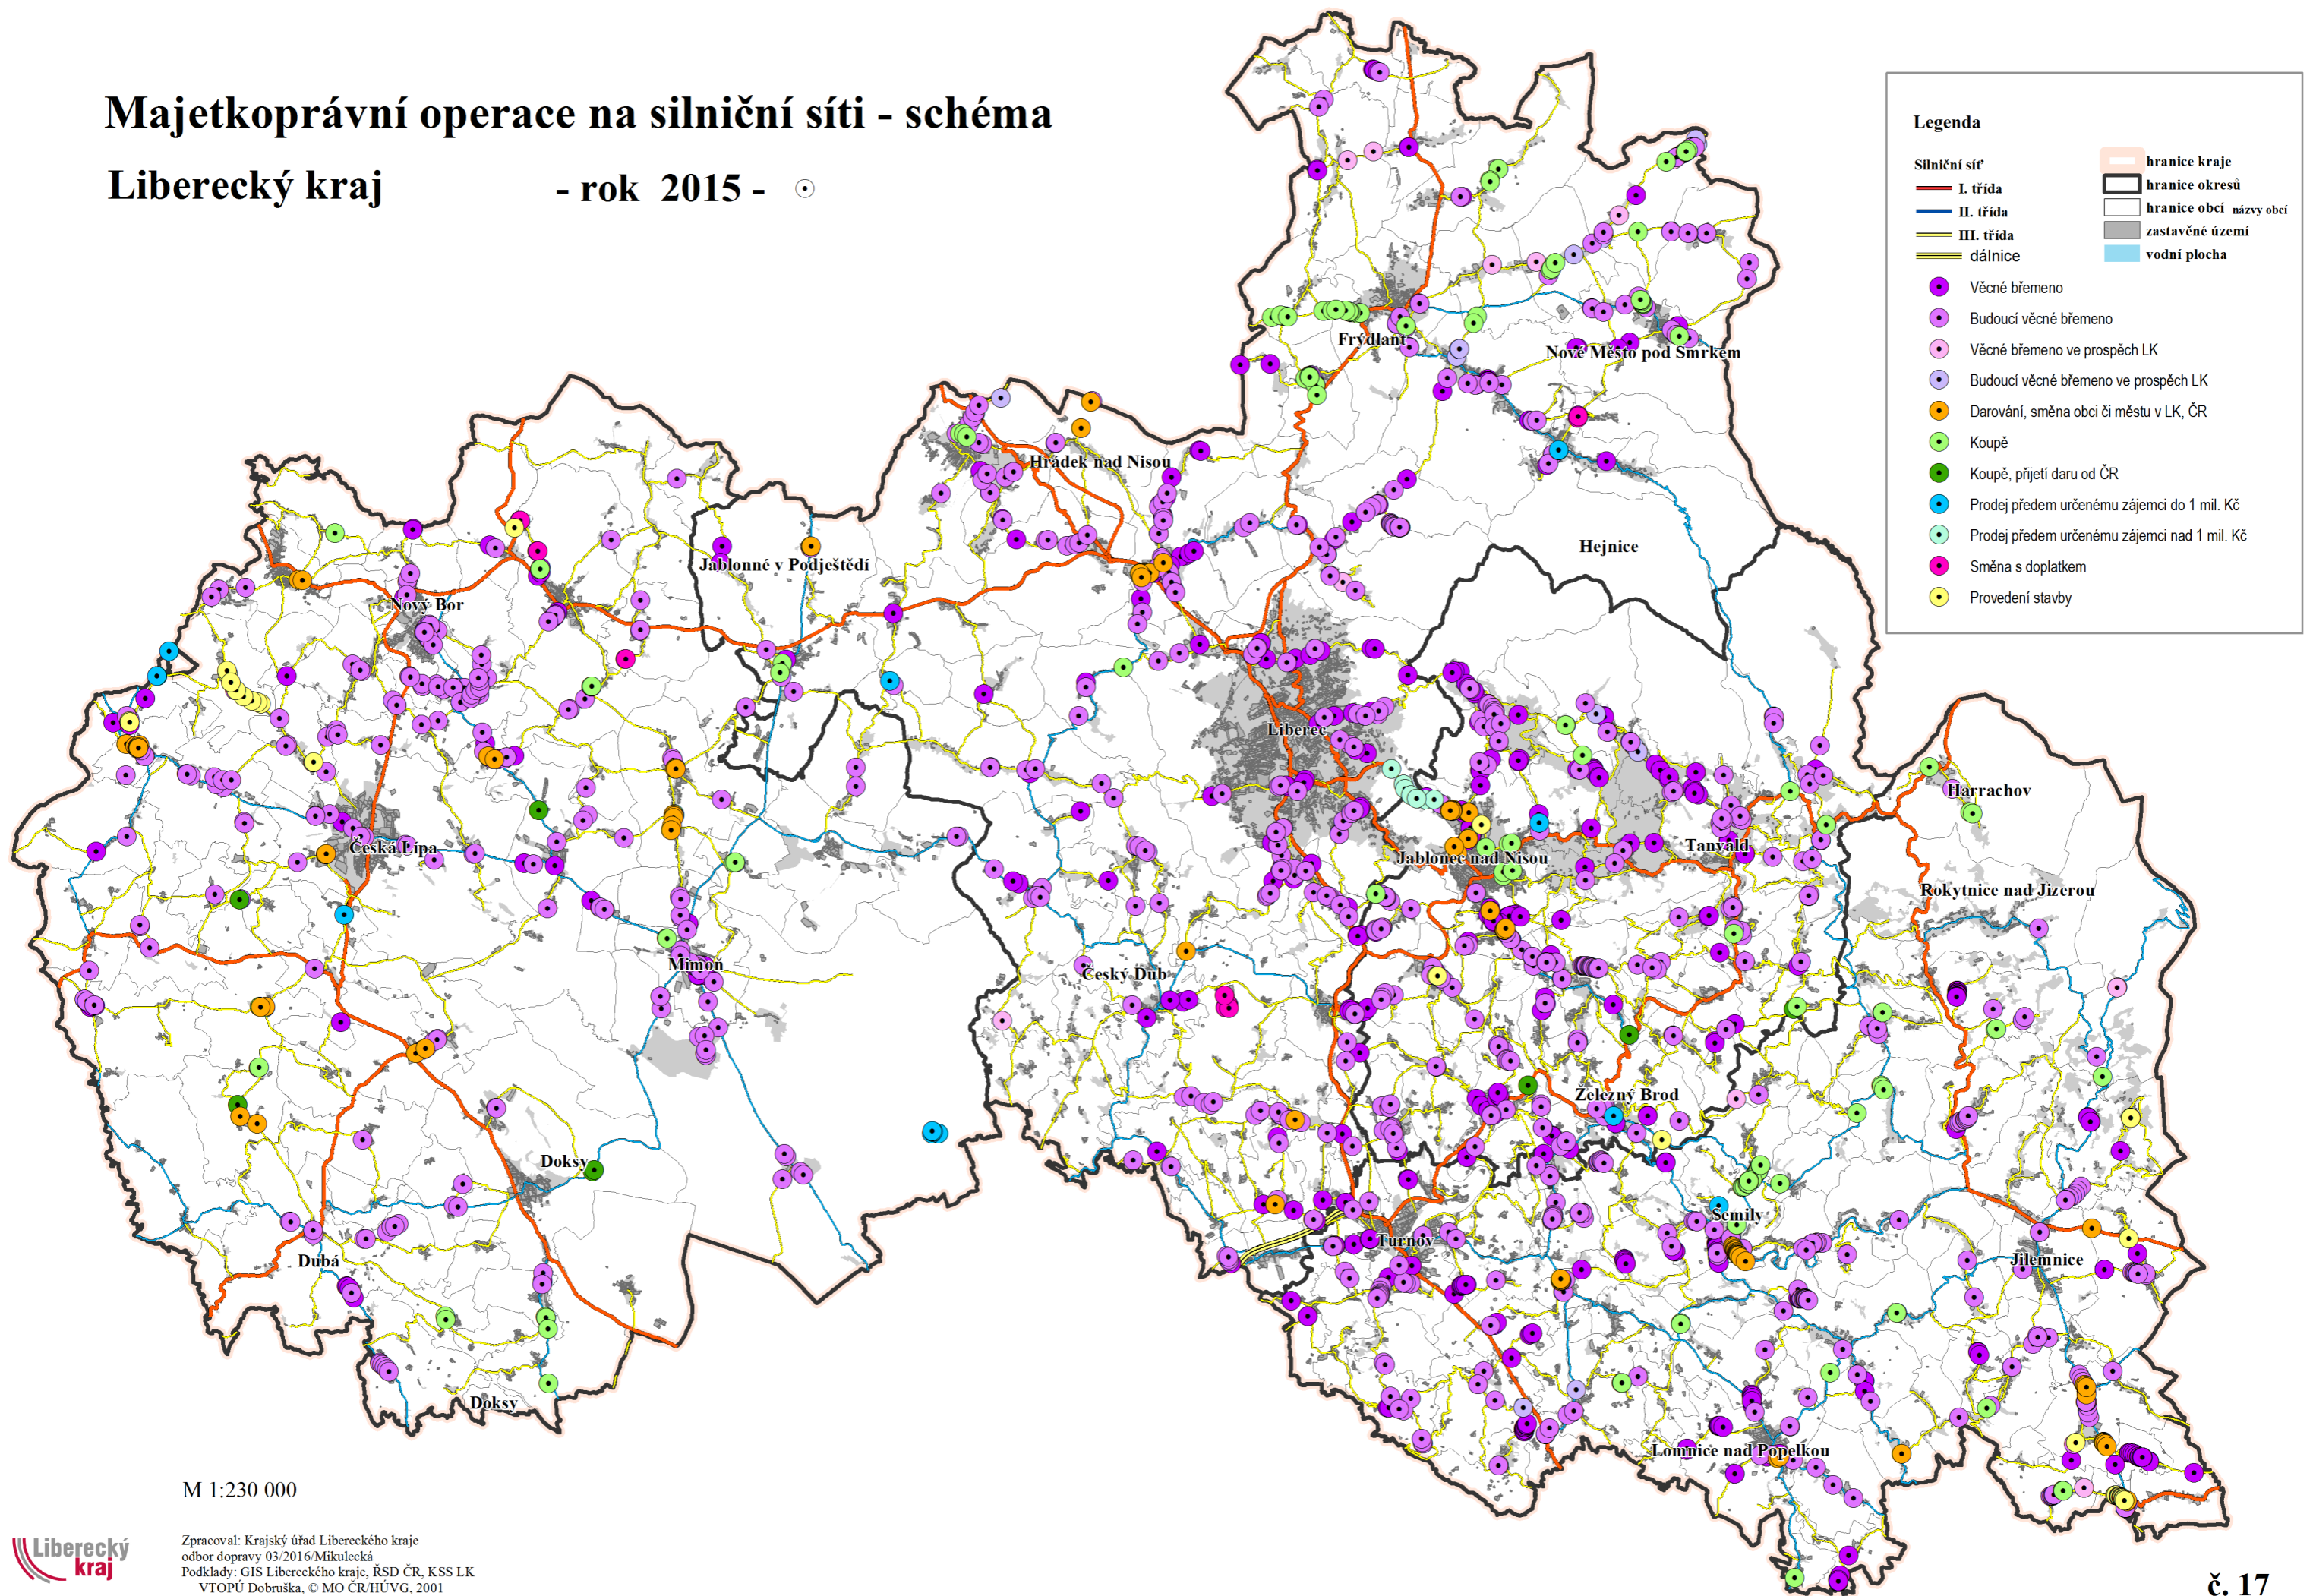 Majetkoprávní operace na silniční síti - schéma
Liberecký kraj - rok 2015 -
Legenda
Silniční síť
I. třída
II. třída
III. třída
dálnice
hranice kraje
hranice okresů
hranice obcí názvy obcí
zastavěné území
vodní plocha
Věcné břemeno
Budoucí věcné břemeno
Věcné břemeno ve prospěch LK
Budoucí věcné břemeno ve prospěch LK
Darování, směna obci či městu v LK, ČR
Koupě
Koupě, přijetí daru od ČR
Prodej předem určenému zájemci do 1 mil. Kč
Prodej předem určenému zájemci nad 1 mil. Kč
Směna s doplatkem
Provedení stavby
Frýdlant
Nové Město pod Smrkem
Hrádek nad Nisou
Hejnice
Jablonné v Podještědí
Nový Bor
Liberec
Harrachov
Česká Lípa
Jablonec nad Nisou
Tanvald
Rokytnice nad Jizerou
Mimoň
Český Dub
Železný Brod
Doksy
Semily
Turnov
Dubá
Jilemnice
Doksy
Lomnice nad Popelkou
M 1:230 000
Liberecký
kraj
Zpracoval: Krajský úřad Libereckého kraje
odbor dopravy 03/2016/Mikulecká
Podklady: GIS Libereckého kraje, ŘSD ČR, KSS LK
VTOPÚ Dobruška, © MO ČR/HÚVG, 2001
č. 17